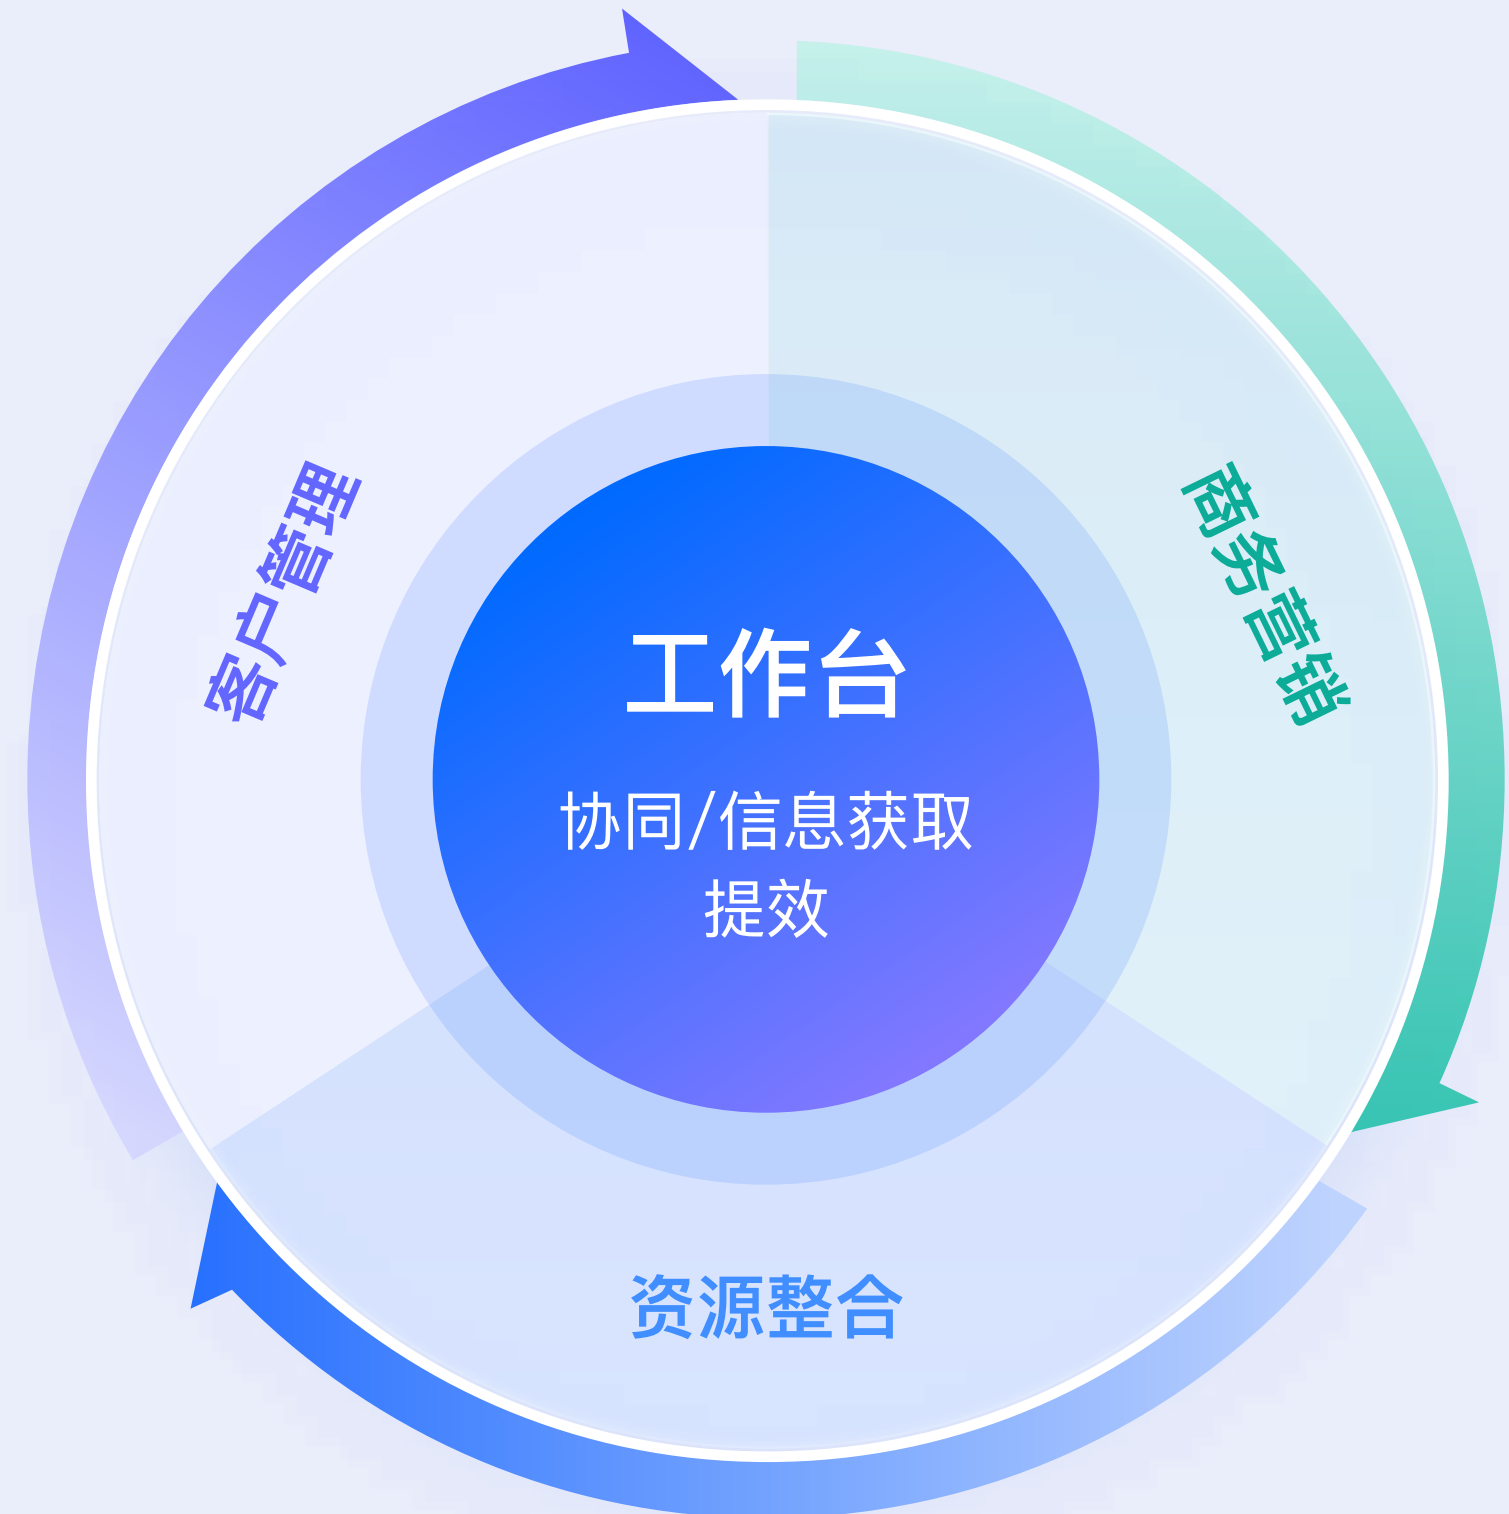 客户管理
商务营销
工作台
协同/信息获取
提效
资源整合